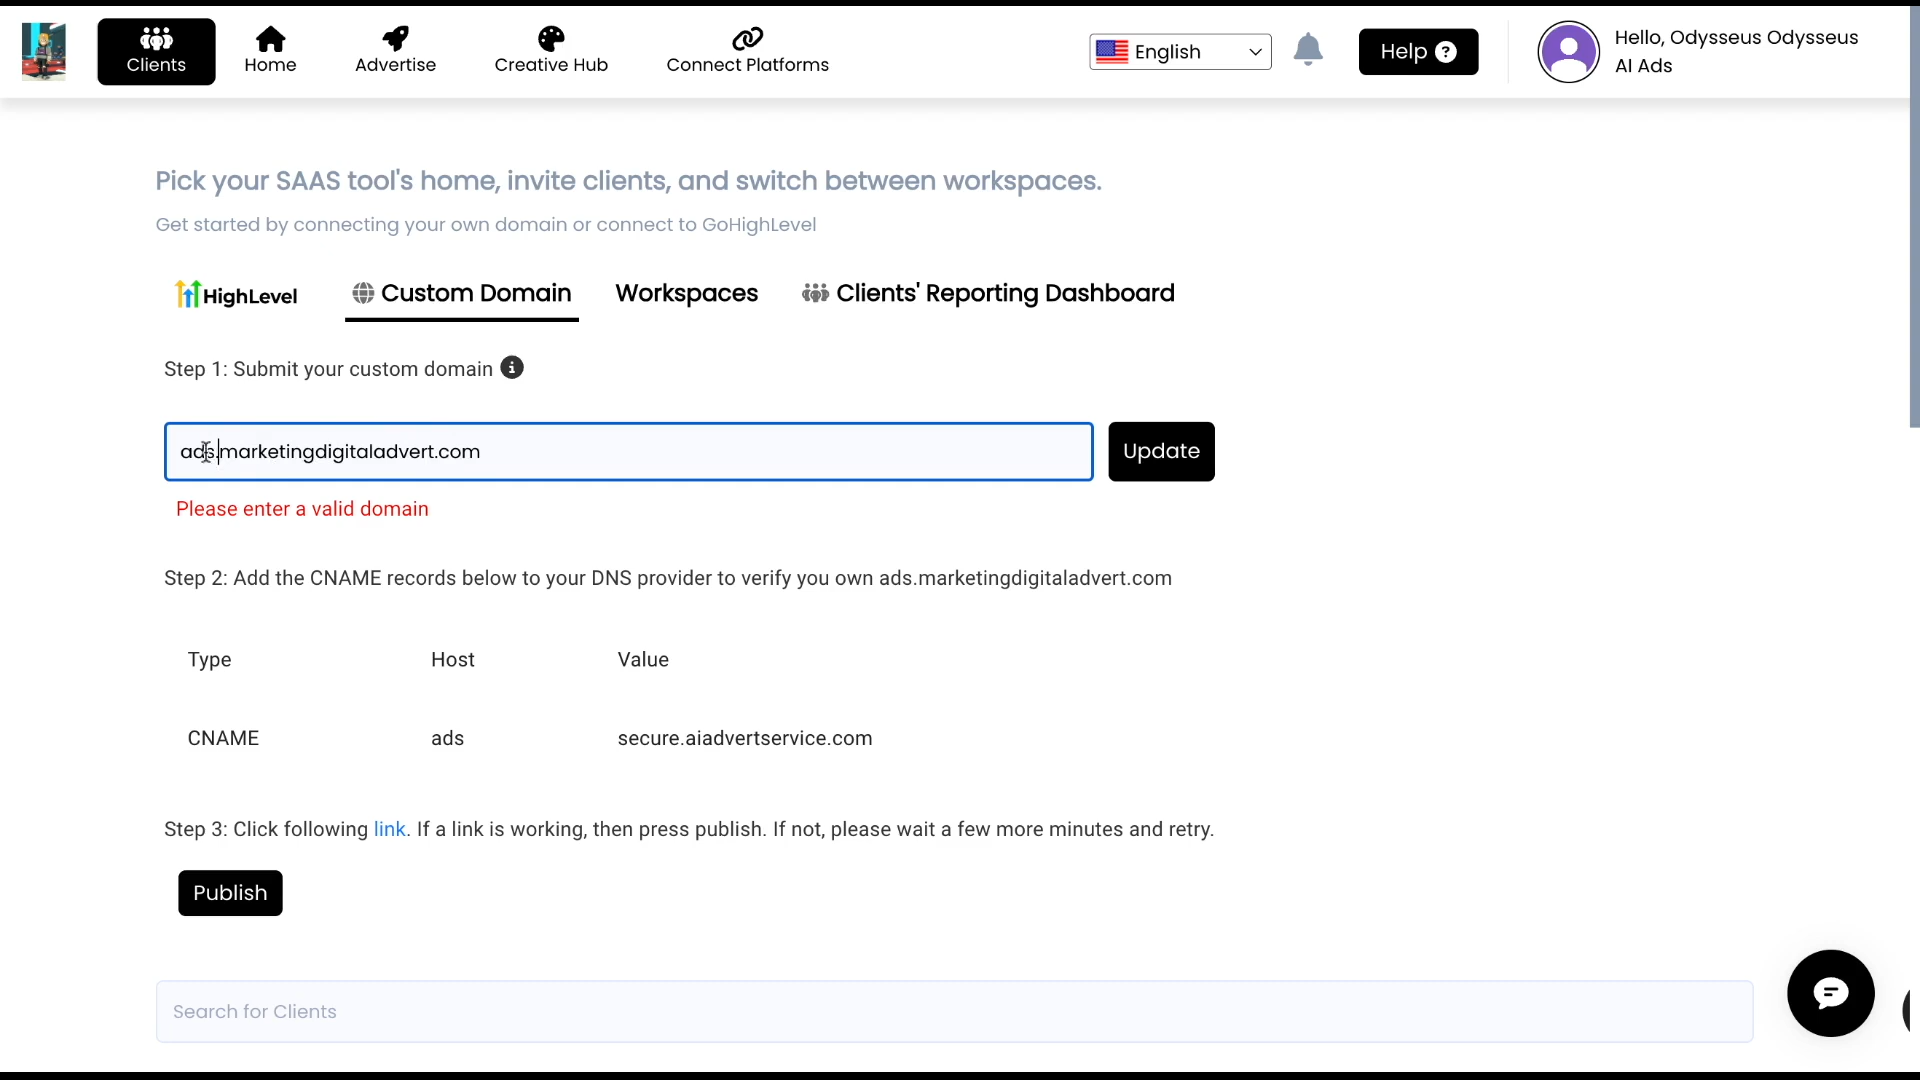 Clients
Home
Advertise
Creative Hub
Connect Platforms
English
Help ?
Hello, Odysseus Odysseus
AI Ads
Pick your SAAS tool's home, invite clients, and switch between workspaces.
Get started by connecting your own domain or connect to GoHighLevel
HighLevel
Custom Domain
Workspaces
Clients' Reporting Dashboard
Step 1: Submit your custom domain
ads.marketingdigitaladvert.com
Update
Please enter a valid domain
Step 2: Add the CNAME records below to your DNS provider to verify you own ads.marketingdigitaladvert.com
Type Host Value
CNAME ads secure.aiadvertservice.com
Step 3: Click following link. If a link is working, then press publish. If not, please wait a few more minutes and retry.
Publish
Search for Clients